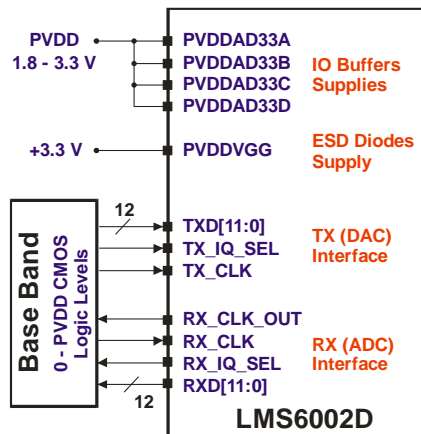 PVDD
1.8 - 3.3 V
PVDDAD33A
PVDDAD33B
PVDDAD33C
PVDDAD33D
IO Buffers
Supplies
+3.3 V
PVDDVGG
ESD Diodes
Supply
Base Band
0 - PVDD CMOS
Logic Levels
12
TXD[11:0]
TX_IQ_SEL
TX_CLK
TX (DAC)
Interface
RX_CLK_OUT
RX_CLK
RX_IQ_SEL
RXD[11:0]
12
RX (ADC)
Interface
LMS6002D